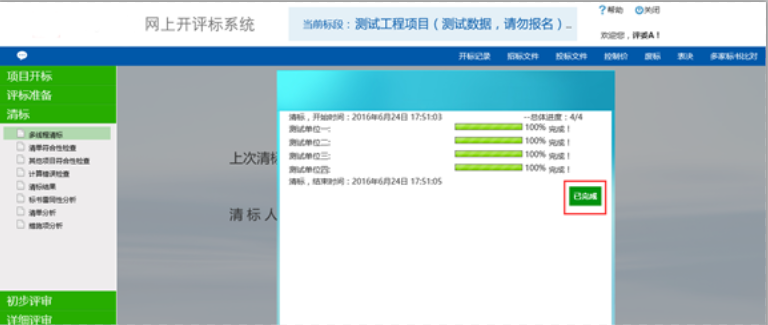 网上开评标系统
当前标段：测试工程项目（测试数据，请勿报名）...
帮助 关闭
欢迎您，评委A！
开标记录 招标文件 投标文件 控制价 废标 表决 多家标书比对
项目开标
评标准备
清标
多线程清标
清单符合性检查
其他项目符合性检查
计算错误检查
清标结果
标书雷同性分析
清单分析
措施项分析
初步评审
详细评审
上次清标
清标人
清标，开始时间：2016年6月24日 17:51:03 --总体进度：4/4
测试单位一: 100% 完成！
测试单位二: 100% 完成！
测试单位三: 100% 完成！
测试单位四: 100% 完成！
清标，结束时间：2016年6月24日 17:51:05
已完成